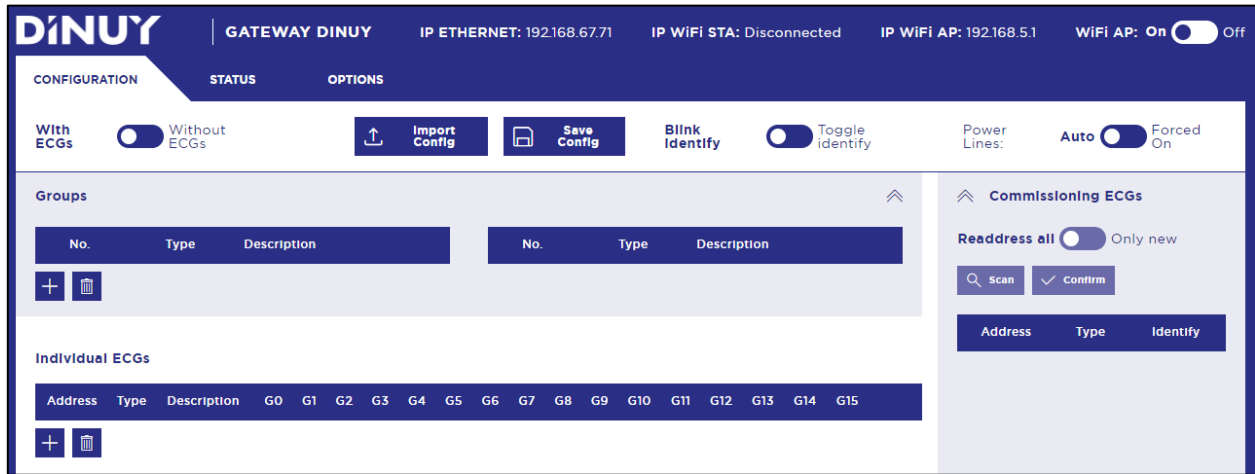 DiNUY GATEWAY DINUY IP ETHERNET: 192.168.67.71 IP WiFi STA: Disconnected IP WiFi AP: 192.168.5.1 WiFi AP: On Off
CONFIGURATION STATUS OPTIONS
With ECGs Without ECGs Import Config Save Config Blink Identify Toggle identify Power Lines: Auto Forced On
Groups
No. Type Description No. Type Description
Commissioning ECGs
Readdress all Only new
Scan Confirm
Address Type Identify
Individual ECGs
Address Type Description G0 G1 G2 G3 G4 G5 G6 G7 G8 G9 G10 G11 G12 G13 G14 G15